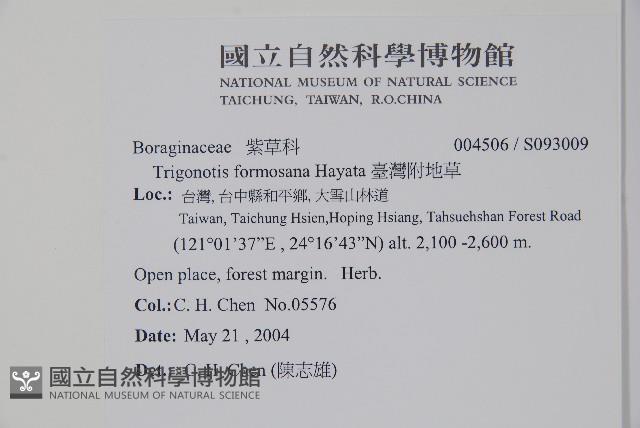 國立自然科學博物館
NATIONAL MUSEUM OF NATURAL SCIENCE
TAICHUNG, TAIWAN, R.O.CHINA
Boraginaceae 紫草科 004506 / S093009
Trigonotis formosana Hayata 臺灣附地草
Loc.: 台灣, 台中縣和平鄉, 大雪山林道
Taiwan, Taichung Hsien,Hoping Hsiang, Tahsuehshan Forest Road
(121°01'37”E , 24°16'43”N) alt. 2,100 -2,600 m.
Open place, forest margin. Herb.
Col.: C. H. Chen No.05576
Date: May 21 , 2004
Det.: C. H. Chen (陳志雄)
國立自然科學博物館
NATIONAL MUSEUM OF NATURAL SCIENCE